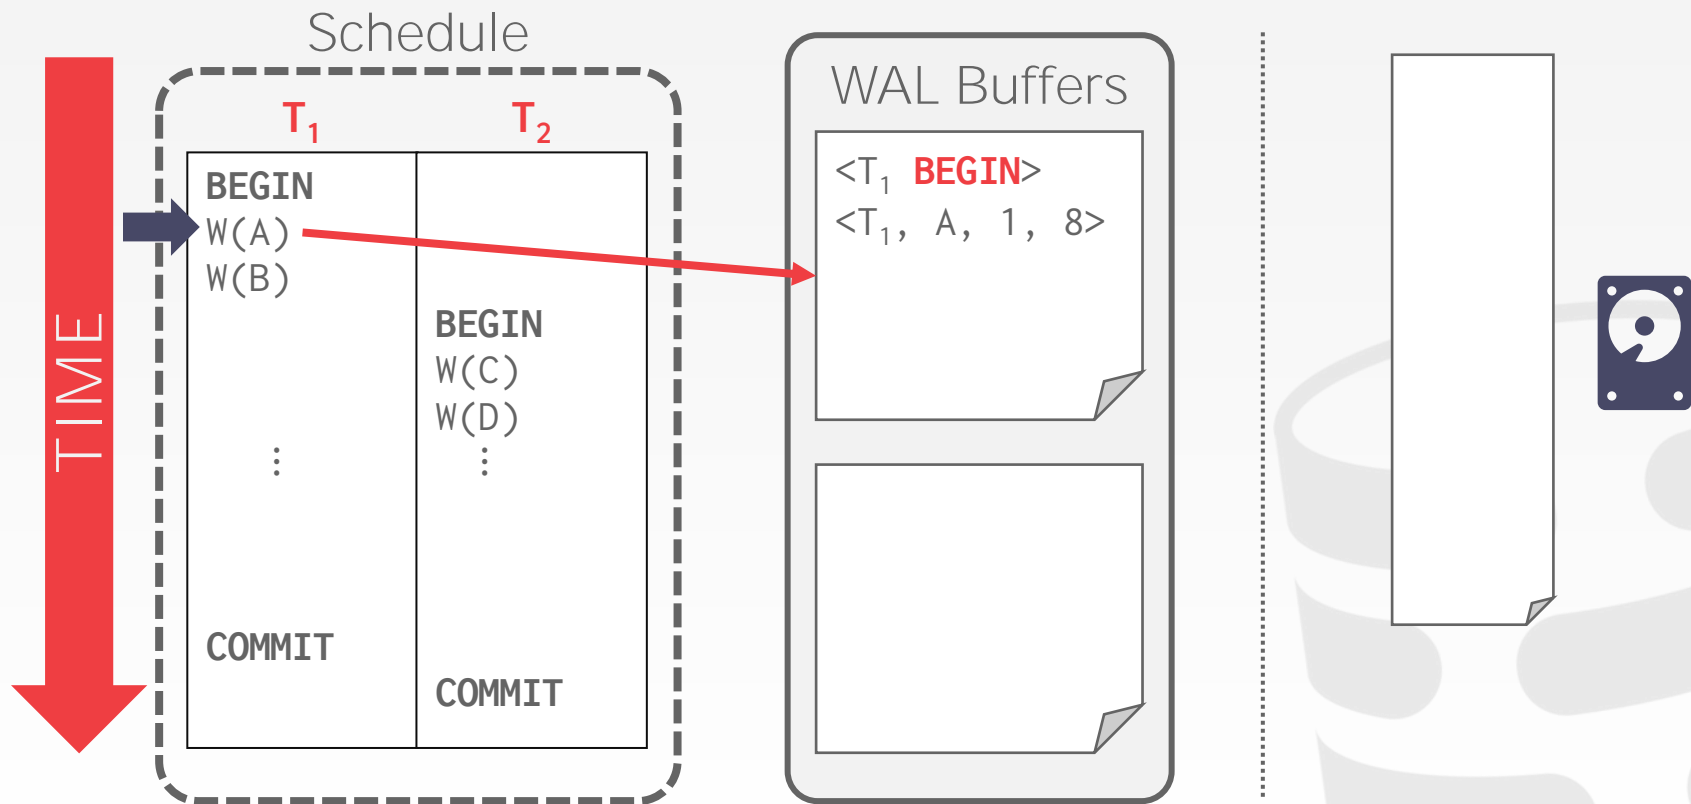 Schedule
TIME
T₁ T₂
BEGIN
W(A)
W(B)
BEGIN
W(C)
W(D)
⋮ ⋮
COMMIT
COMMIT
WAL Buffers
<T₁ BEGIN>
<T₁, A, 1, 8>